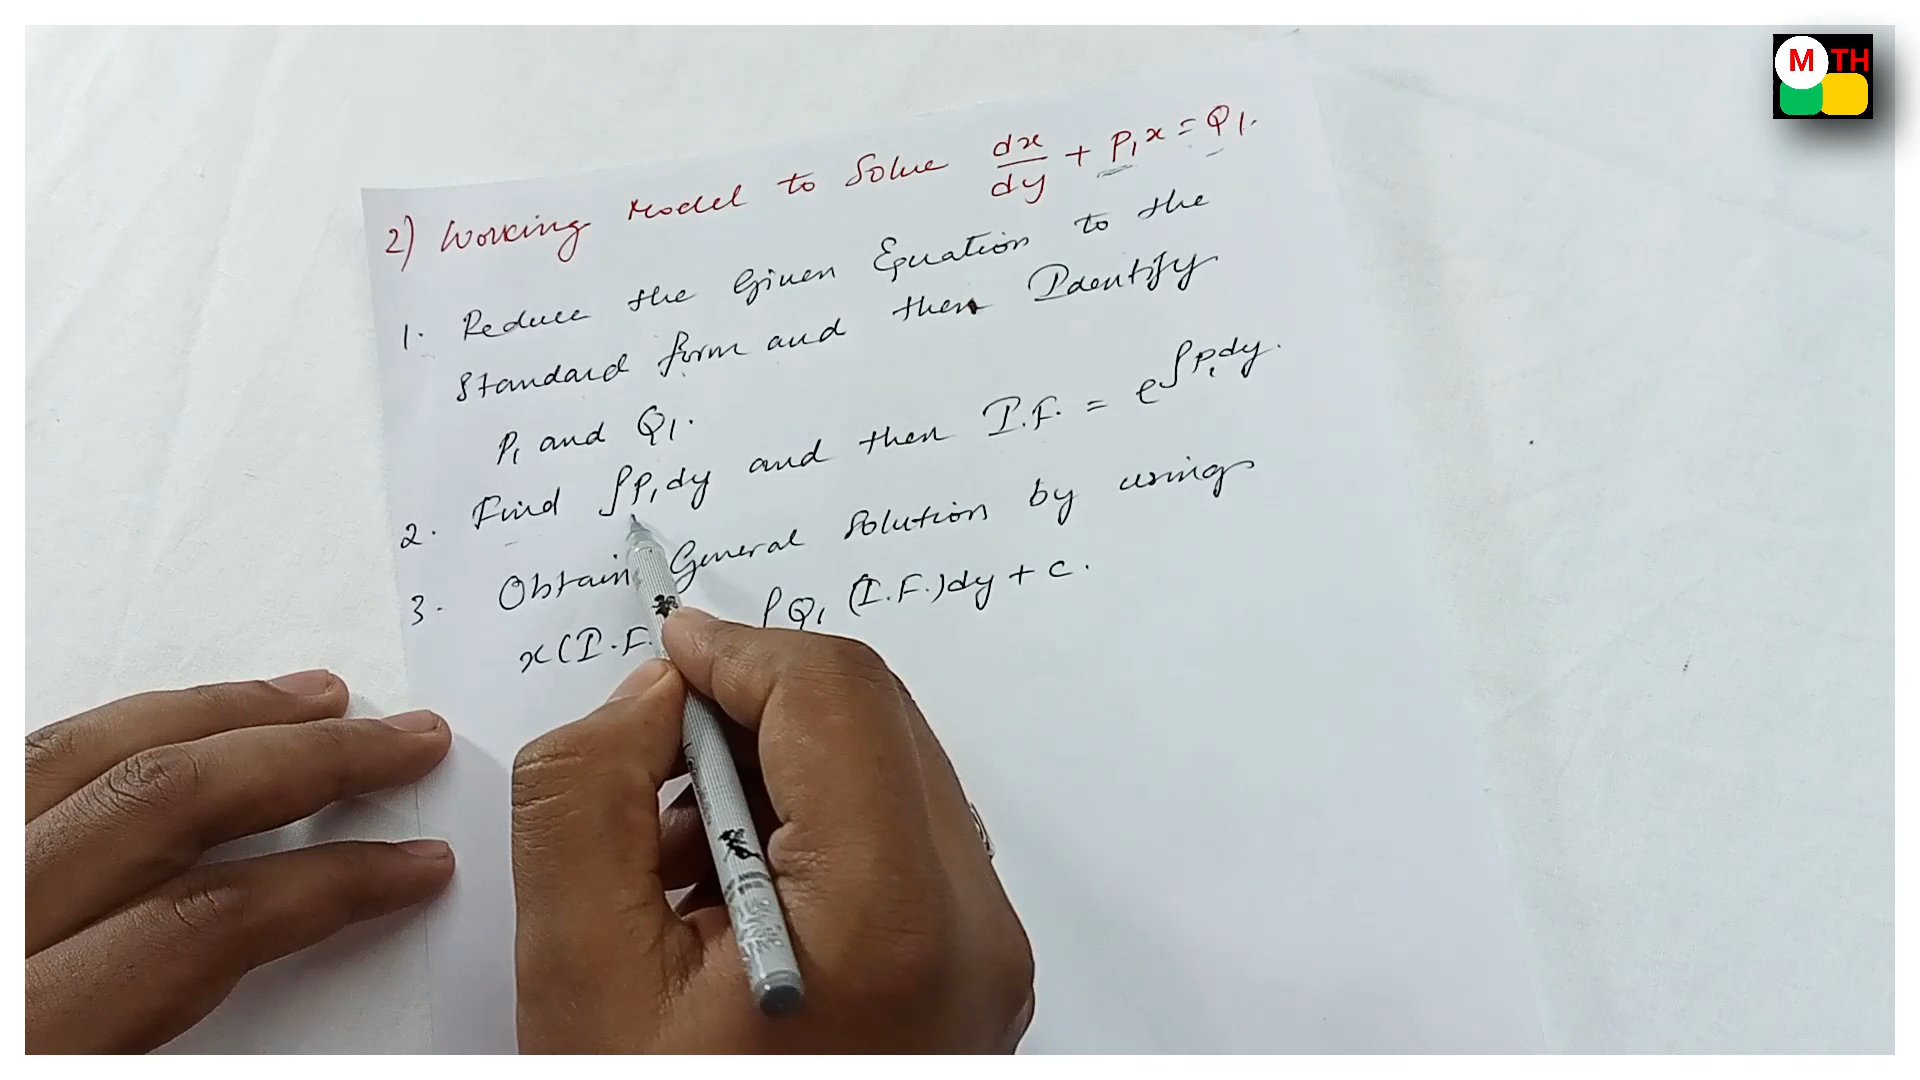 M TH
2) Working Model to Solve dx/dy + P₁x = Q₁.
1. Reduce the Given Equation to the
Standard form and then Identify
P₁ and Q₁.
2. Find ∫P₁dy and then I.F. = e^∫P₁dy.
3. Obtain General Solution by using
x(I.F. ∫Q₁ (I.F.)dy + c.